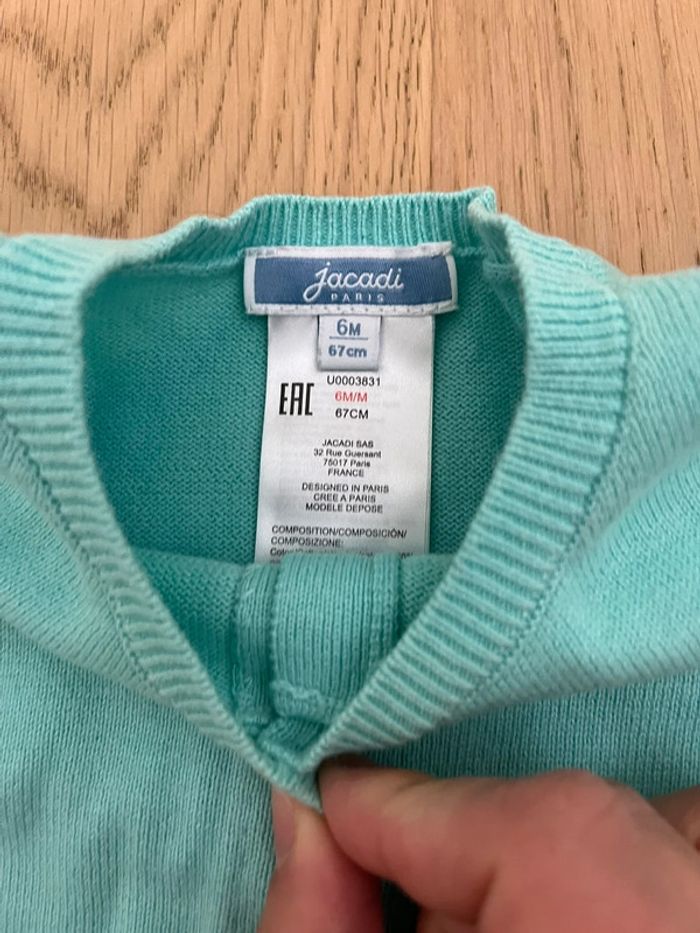 jacadi
PARIS
6M
67cm
U0003831
EAC
6M/M
67CM
JACADI SAS
32 Rue Guersant
75017 Paris
FRANCE
DESIGNED IN PARIS
CREE A PARIS
MODELE DEPOSE
COMPOSITION/COMPOSICIÓN/
COMPOSIZIONE: